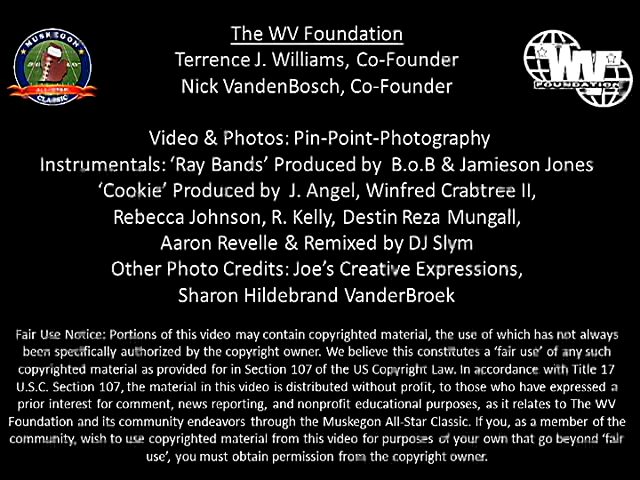 The WV Foundation
Terrence J. Williams, Co-Founder
Nick VandenBosch, Co-Founder
MUSKEGON
ALL-STAR
CLASSIC
WV
FOUNDATION
Video & Photos: Pin-Point-Photography
Instrumentals: ‘Ray Bands’ Produced by B.o.B & Jamieson Jones
‘Cookie’ Produced by J. Angel, Winfred Crabtree II,
Rebecca Johnson, R. Kelly, Destin Reza Mungall,
Aaron Revelle & Remixed by DJ Slym
Other Photo Credits: Joe’s Creative Expressions,
Sharon Hildebrand VanderBroek
Fair Use Notice: Portions of this video may contain copyrighted material, the use of which has not always
been specifically authorized by the copyright owner. We believe this constitutes a ‘fair use’ of any such
copyrighted material as provided for in Section 107 of the US Copyright Law. In accordance with Title 17
U.S.C. Section 107, the material in this video is distributed without profit, to those who have expressed a
prior interest for comment, news reporting, and nonprofit educational purposes, as it relates to The WV
Foundation and its community endeavors through the Muskegon All-Star Classic. If you, as a member of the
community, wish to use copyrighted material from this video for purposes of your own that go beyond ‘fair
use’, you must obtain permission from the copyright owner.